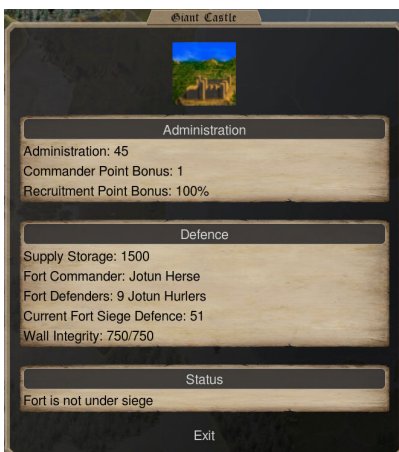 Giant Castle
Administration
Administration: 45
Commander Point Bonus: 1
Recruitment Point Bonus: 100%
Defence
Supply Storage: 1500
Fort Commander: Jotun Herse
Fort Defenders: 9 Jotun Hurlers
Current Fort Siege Defence: 51
Wall Integrity: 750/750
Status
Fort is not under siege
Exit